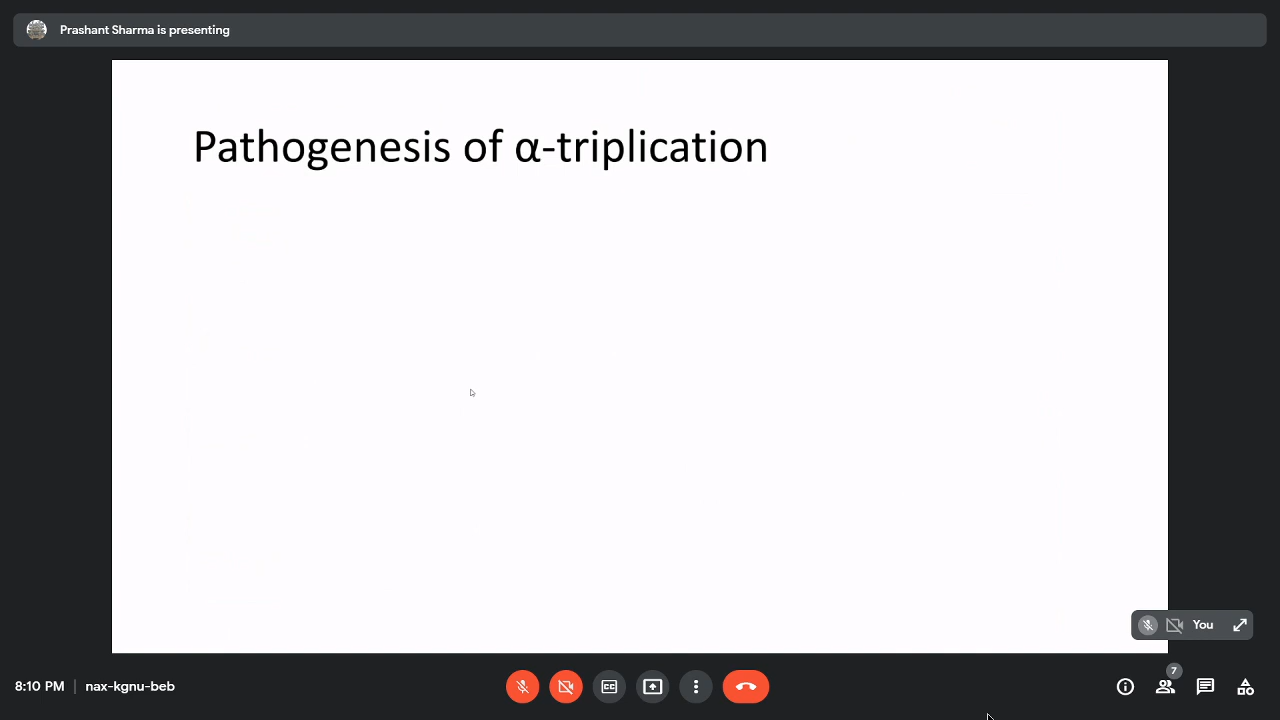 Prashant Sharma is presenting
Pathogenesis of α-triplication
You
8:10 PM | nax-kgnu-beb
7